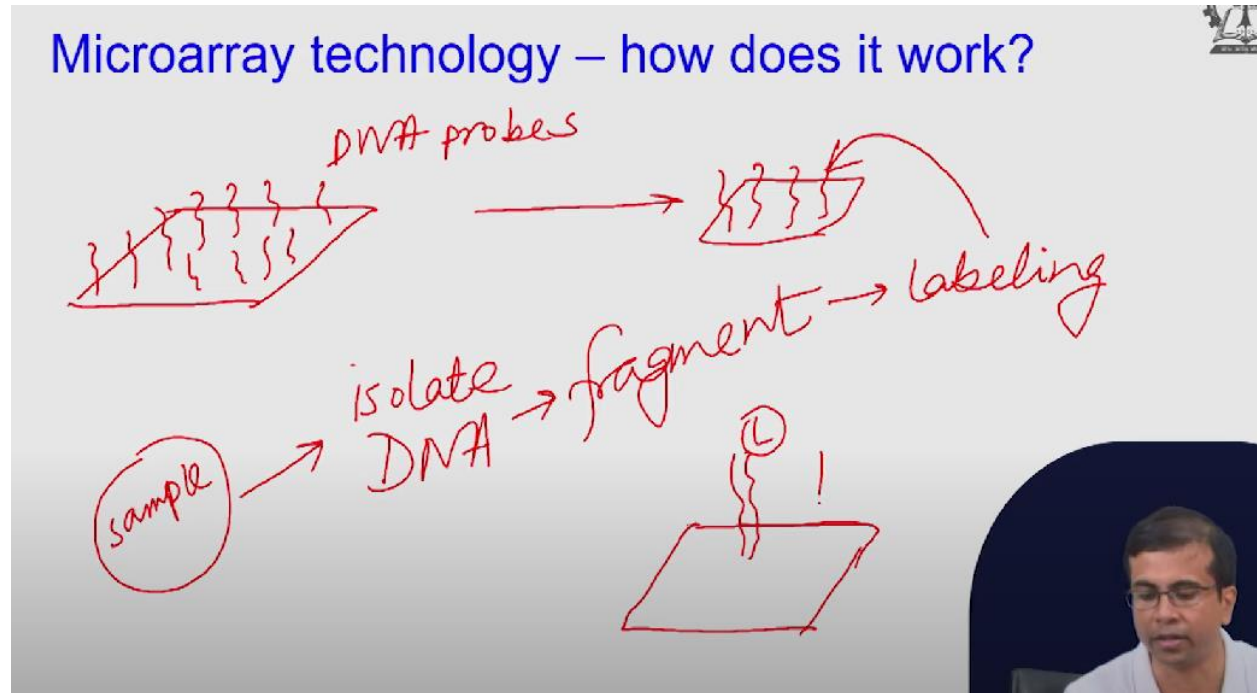 Microarray technology – how does it work?
DNA probes
sample
isolate
DNA
fragment
labeling
L